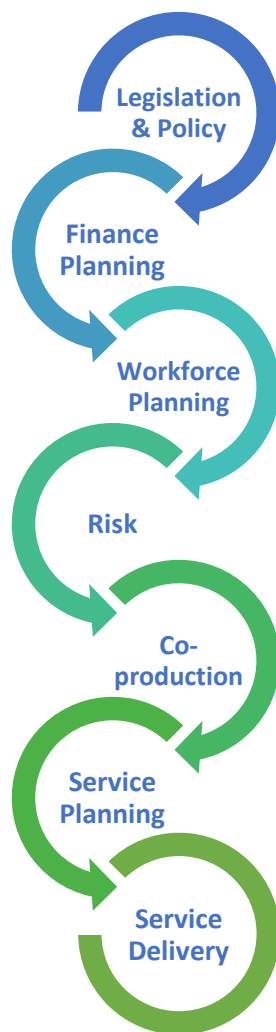 Legislation
& Policy
Finance
Planning
Workforce
Planning
Risk
Co-
production
Service
Planning
Service
Delivery